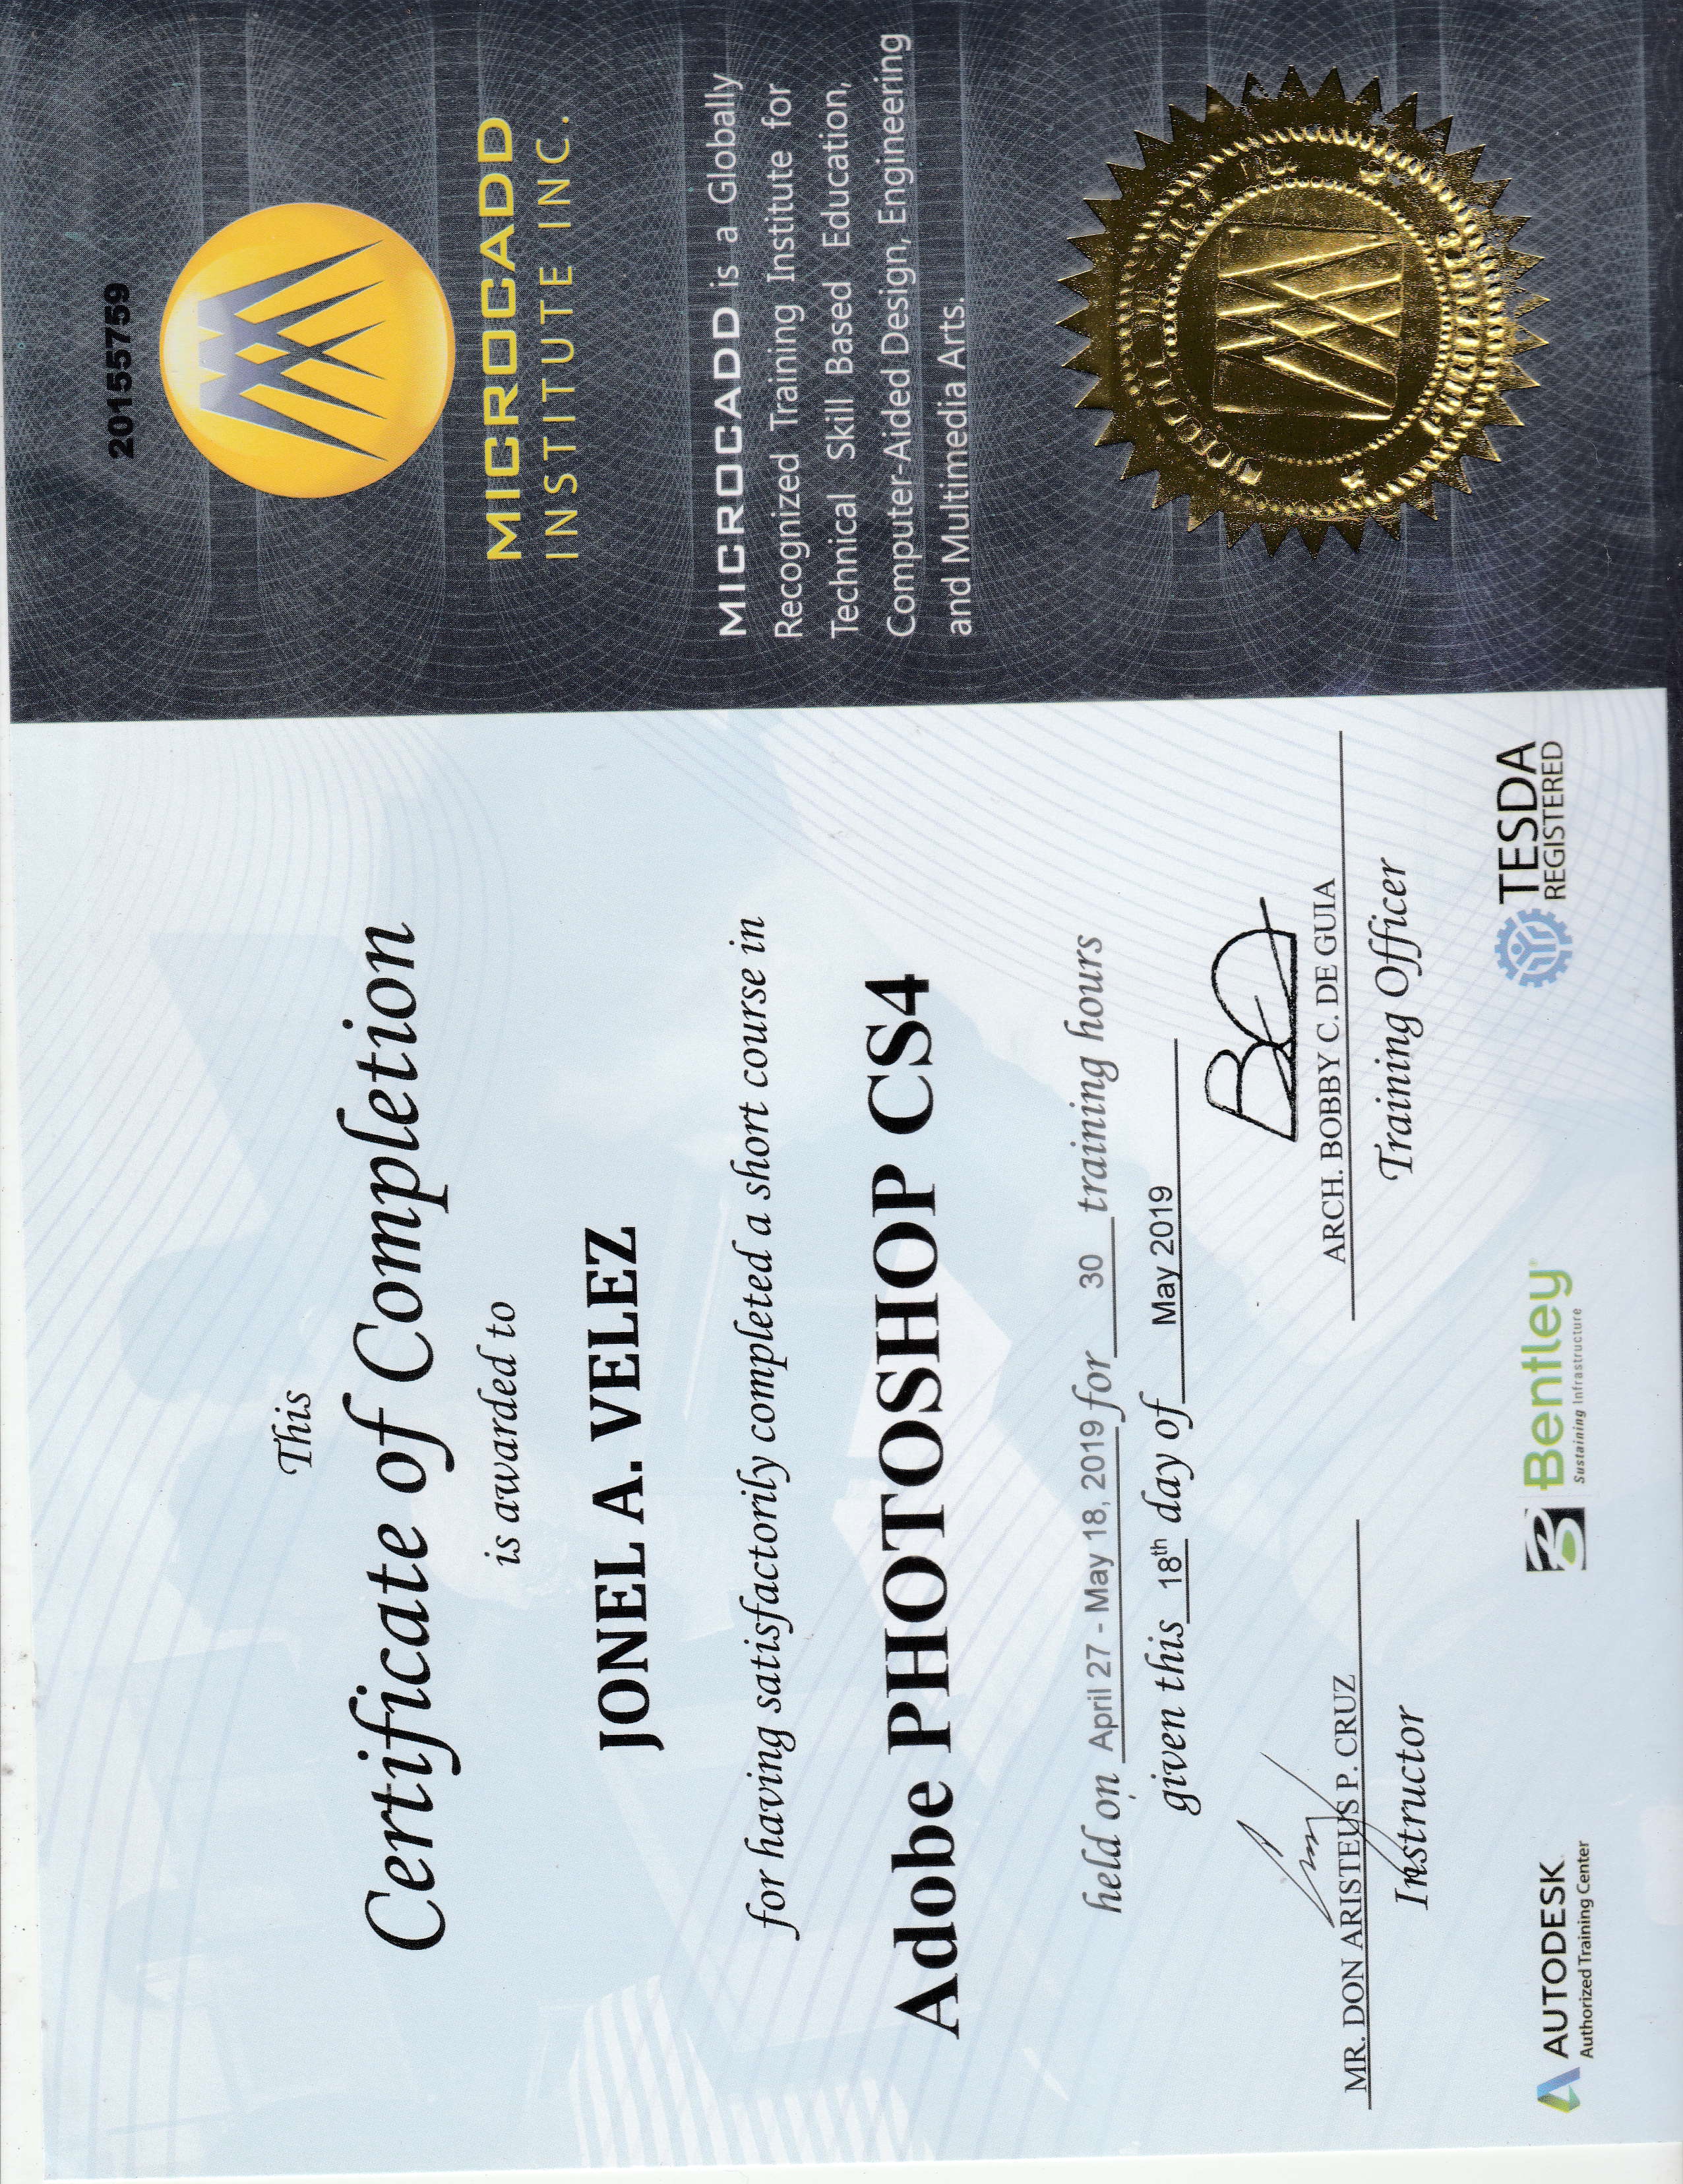 This
Certificate of Completion
is awarded to
JONEL A. VELEZ
for having satisfactorily completed a short course in
Adobe PHOTOSHOP CS4
held on April 27 - May 18, 2019 for 30 training hours
given this 18th day of May 2019
MR. DON ARISTEUS P. CRUZ
Instructor
ARCH. BOBBY C. DE GUIA
Training Officer
AUTODESK
Authorized Training Center
Bentley
Sustaining Infrastructure
TESDA
REGISTERED
20155759
MICROCADD
INSTITUTE INC.
MICROCADD is a Globally
Recognized Training Institute for
Technical Skill Based Education,
Computer-Aided Design, Engineering
and Multimedia Arts.